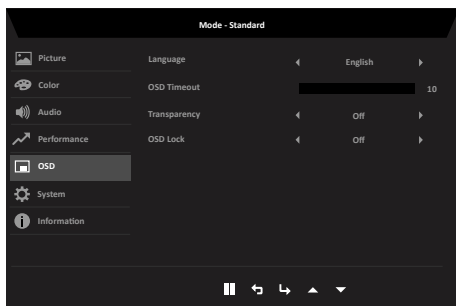 Mode - Standard
Picture
Language English
Color
OSD Timeout 10
Audio
Transparency Off
Performance
OSD Lock Off
OSD
System
Information